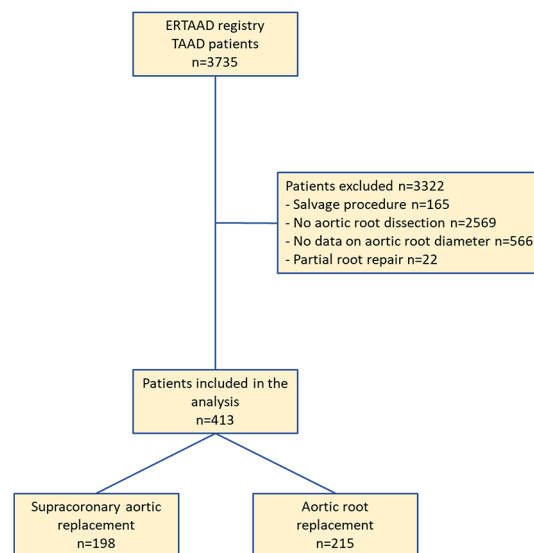 ERTAAD registry
TAAD patients
n=3735
Patients excluded n=3322
- Salvage procedure n=165
- No aortic root dissection n=2569
- No data on aortic root diameter n=566
- Partial root repair n=22
Patients included in the
analysis
n=413
Supracoronary aortic
replacement
n=198
Aortic root
replacement
n=215